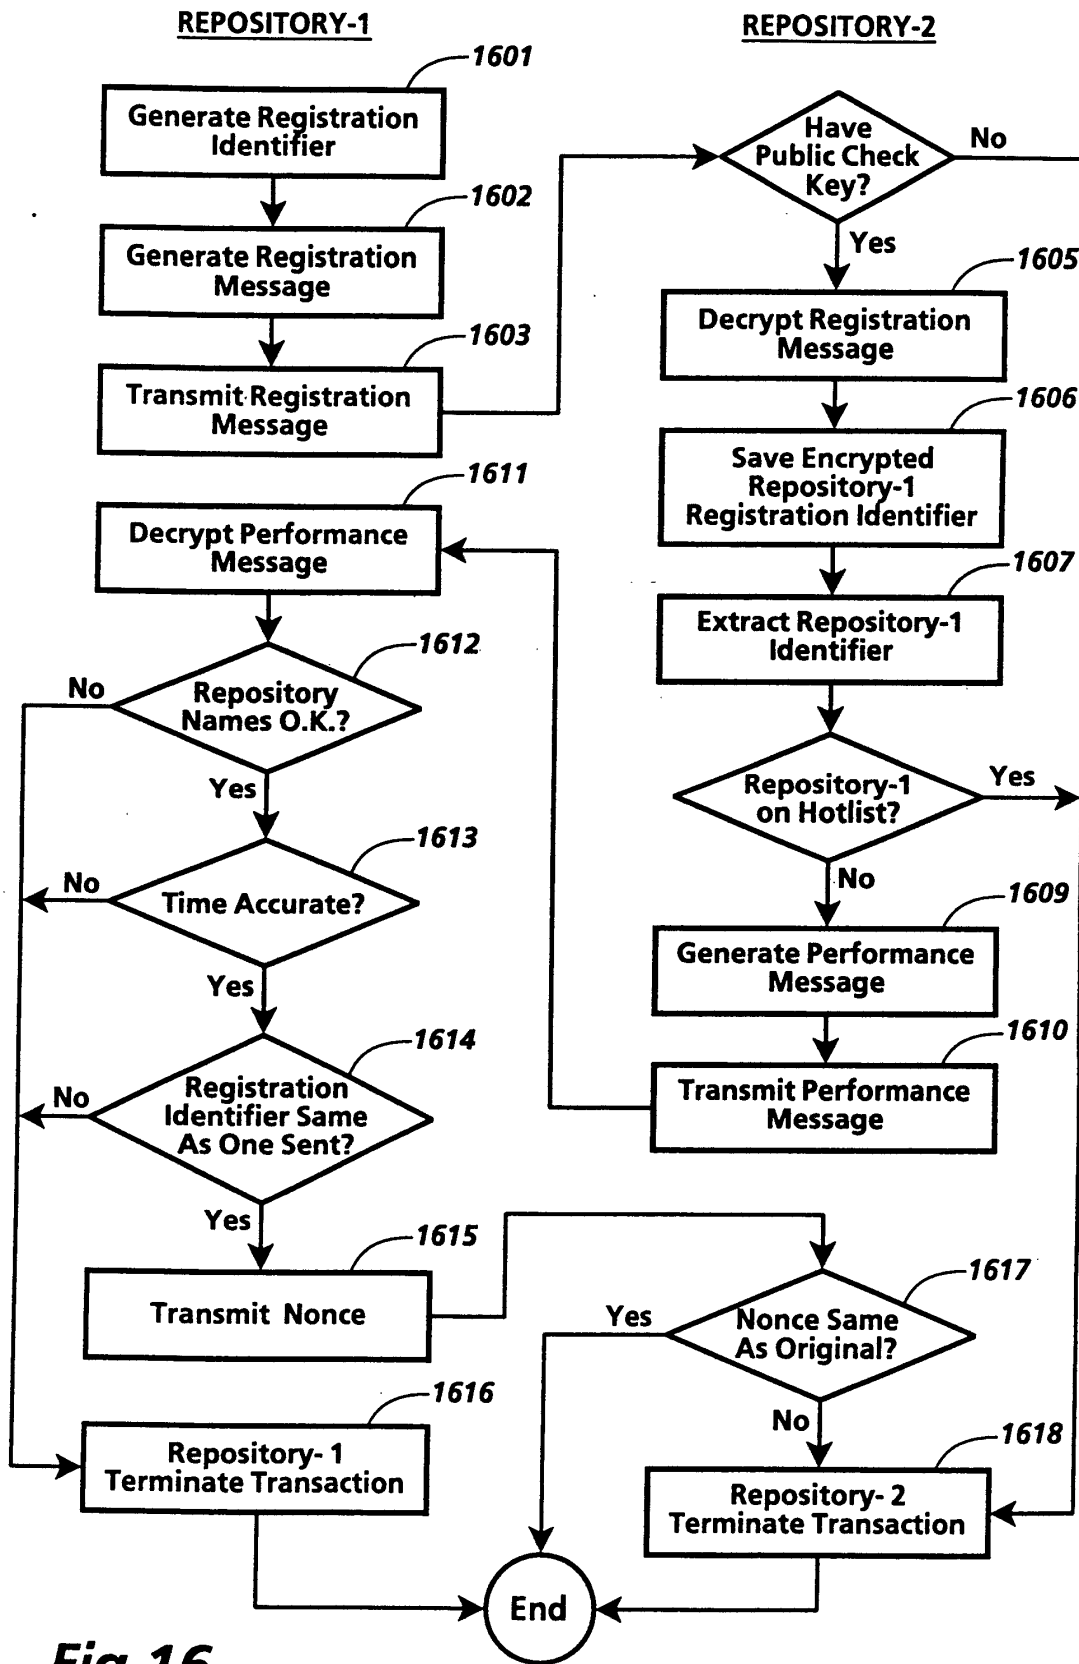 REPOSITORY-1
1601
Generate Registration
Identifier
1602
Generate Registration
Message
1603
Transmit Registration
Message
1611
Decrypt Performance
Message
1612
Repository
Names O.K.?
No
Yes
1613
Time Accurate?
No
Yes
1614
Registration
Identifier Same
As One Sent?
No
Yes
1615
Transmit Nonce
1616
Repository- 1
Terminate Transaction
REPOSITORY-2
Have
Public Check
Key?
No
Yes
1605
Decrypt Registration
Message
1606
Save Encrypted
Repository-1
Registration Identifier
1607
Extract Repository-1
Identifier
Repository-1
on Hotlist?
Yes
No
1609
Generate Performance
Message
1610
Transmit Performance
Message
1617
Nonce Same
As Original?
Yes
No
1618
Repository- 2
Terminate Transaction
End
Fig.16